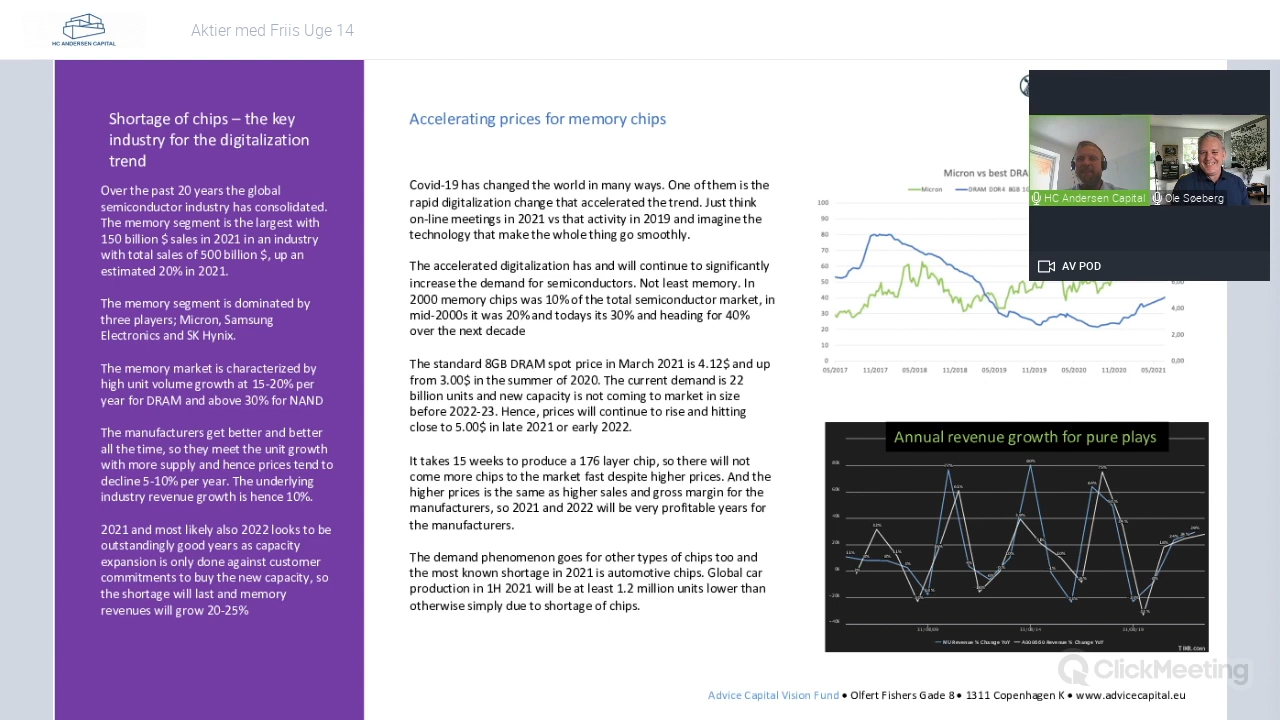 HC ANDERSEN CAPITAL
Aktier med Friis Uge 14
Shortage of chips – the key
industry for the digitalization
trend
Over the past 20 years the global
semiconductor industry has consolidated.
The memory segment is the largest with
150 billion $ sales in 2021 in an industry
with total sales of 500 billion $, up an
estimated 20% in 2021.
The memory segment is dominated by
three players; Micron, Samsung
Electronics and SK Hynix.
The memory market is characterized by
high unit volume growth at 15-20% per
year for DRAM and above 30% for NAND
The manufacturers get better and better
all the time, so they meet the unit growth
with more supply and hence prices tend to
decline 5-10% per year. The underlying
industry revenue growth is hence 10%.
2021 and most likely also 2022 looks to be
outstandingly good years as capacity
expansion is only done against customer
commitments to buy the new capacity, so
the shortage will last and memory
revenues will grow 20-25%
Accelerating prices for memory chips
Covid-19 has changed the world in many ways. One of them is the
rapid digitalization change that accelerated the trend. Just think
on-line meetings in 2021 vs that activity in 2019 and imagine the
technology that make the whole thing go smoothly.
The accelerated digitalization has and will continue to significantly
increase the demand for semiconductors. Not least memory. In
2000 memory chips was 10% of the total semiconductor market, in
mid-2000s it was 20% and todays its 30% and heading for 40%
over the next decade
The standard 8GB DRAM spot price in March 2021 is 4.12$ and up
from 3.00$ in the summer of 2020. The current demand is 22
billion units and new capacity is not coming to market in size
before 2022-23. Hence, prices will continue to rise and hitting
close to 5.00$ in late 2021 or early 2022.
It takes 15 weeks to produce a 176 layer chip, so there will not
come more chips to the market fast despite higher prices. And the
higher prices is the same as higher sales and gross margin for the
manufacturers, so 2021 and 2022 will be very profitable years for
the manufacturers.
The demand phenomenon goes for other types of chips too and
the most known shortage in 2021 is automotive chips. Global car
production in 1H 2021 will be at least 1.2 million units lower than
otherwise simply due to shortage of chips.
Micron vs best DRA
Micron DRAM DDR4 8GB 1G
100
90
80
70
60
50
40
30
20
10
0
6,00
4,00
2,00
0,00
05/2017 11/2017 05/2018 11/2018 05/2019 11/2019 05/2020 11/2020 05/2021
HC Andersen Capital
Ole Søeberg
AV POD
Annual revenue growth for pure plays
MU Revenue % Change YoY
ClickMeeting
Advice Capital Vision Fund ● Olfert Fishers Gade 8 ● 1311 Copenhagen K ● www.advicecapital.eu